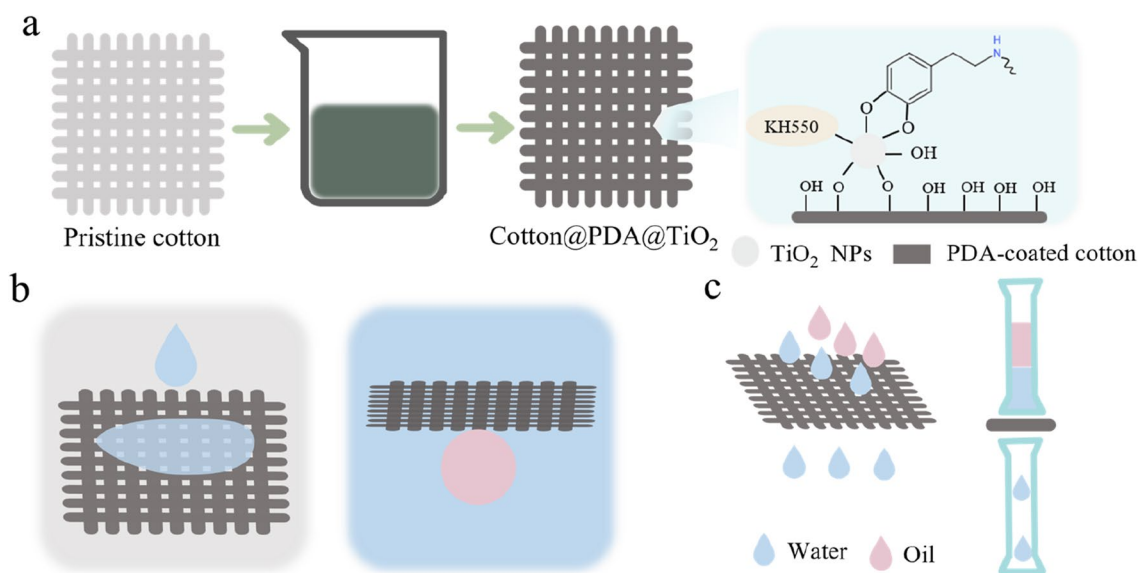 a
Pristine cotton
Cotton@PDA@TiO₂
H
N
O
O
KH550
OH
OH
O
O
OH
OH
OH
OH
TiO₂ NPs
PDA-coated cotton
b
c
Water
Oil